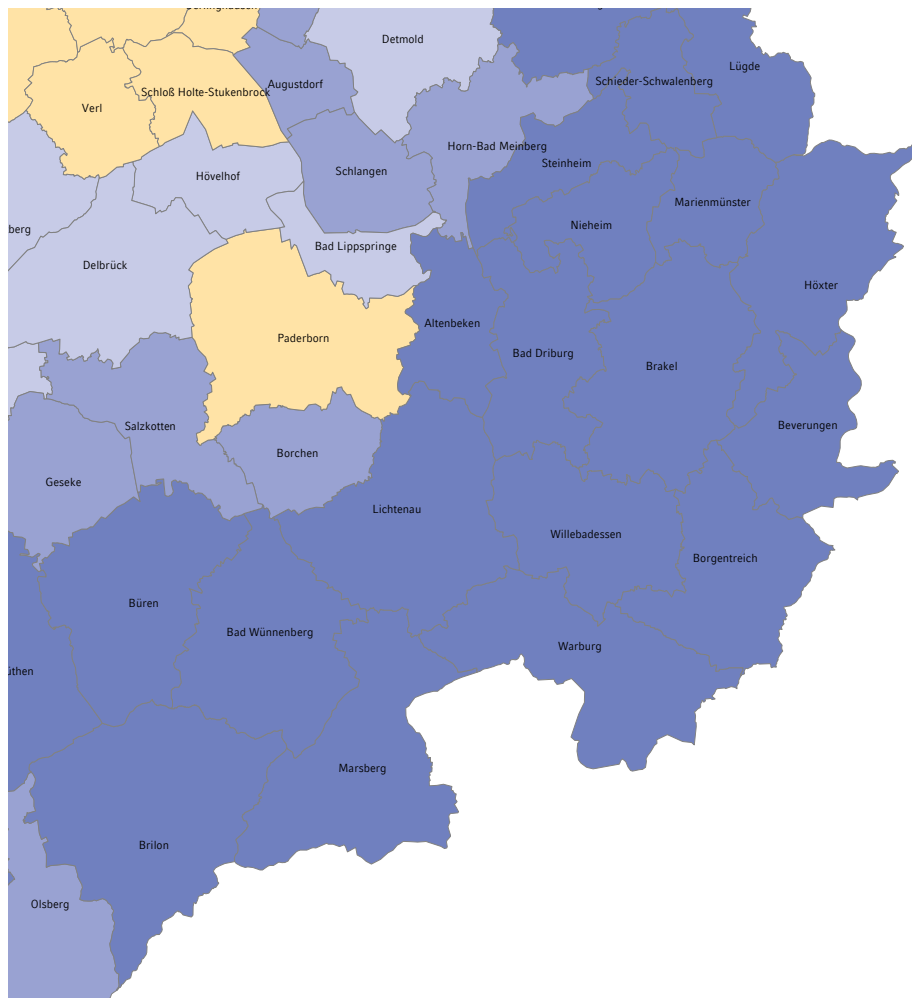 Detmold
Lügde
Schieder-Schwalenberg
Augustdorf
Schloß Holte-Stukenbrock
Verl
Horn-Bad Meinberg
Steinheim
Schlangen
Hövelhof
Marienmünster
Nieheim
berg
Bad Lippspringe
Delbrück
Höxter
Altenbeken
Paderborn
Bad Driburg
Brakel
Salzkotten
Beverungen
Borchen
Geseke
Lichtenau
Willebadessen
Borgentreich
Büren
Bad Wünnenberg
Warburg
üthen
Marsberg
Brilon
Olsberg